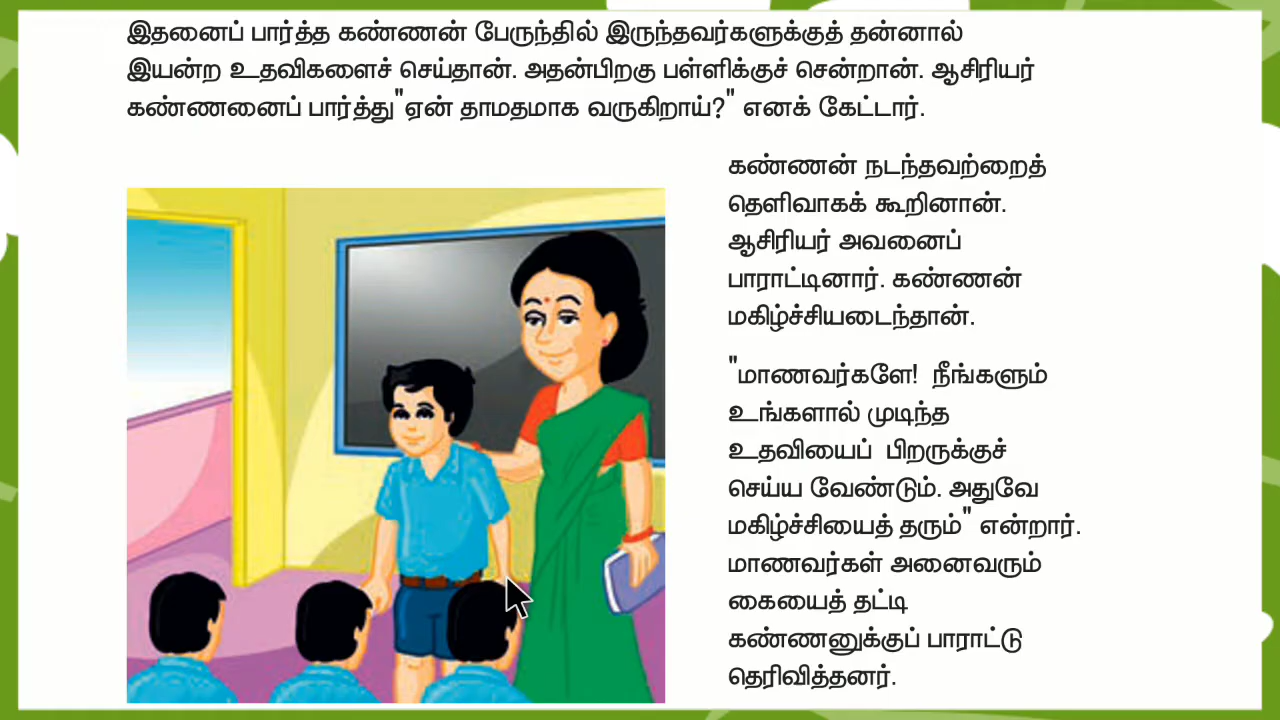 இதனைப் பார்த்த கண்ணன் பேருந்தில் இருந்தவர்களுக்குத் தன்னால்
இயன்ற உதவிகளைச் செய்தான். அதன்பிறகு பள்ளிக்குச் சென்றான். ஆசிரியர்
கண்ணனைப் பார்த்து"ஏன் தாமதமாக வருகிறாய்?" எனக் கேட்டார்.
கண்ணன் நடந்தவற்றைத்
தெளிவாகக் கூறினான்.
ஆசிரியர் அவனைப்
பாராட்டினார். கண்ணன்
மகிழ்ச்சியடைந்தான்.
"மாணவர்களே! நீங்களும்
உங்களால் முடிந்த
உதவியைப் பிறருக்குச்
செய்ய வேண்டும். அதுவே
மகிழ்ச்சியைத் தரும்" என்றார்.
மாணவர்கள் அனைவரும்
கையைத் தட்டி
கண்ணனுக்குப் பாராட்டு
தெரிவித்தனர்.